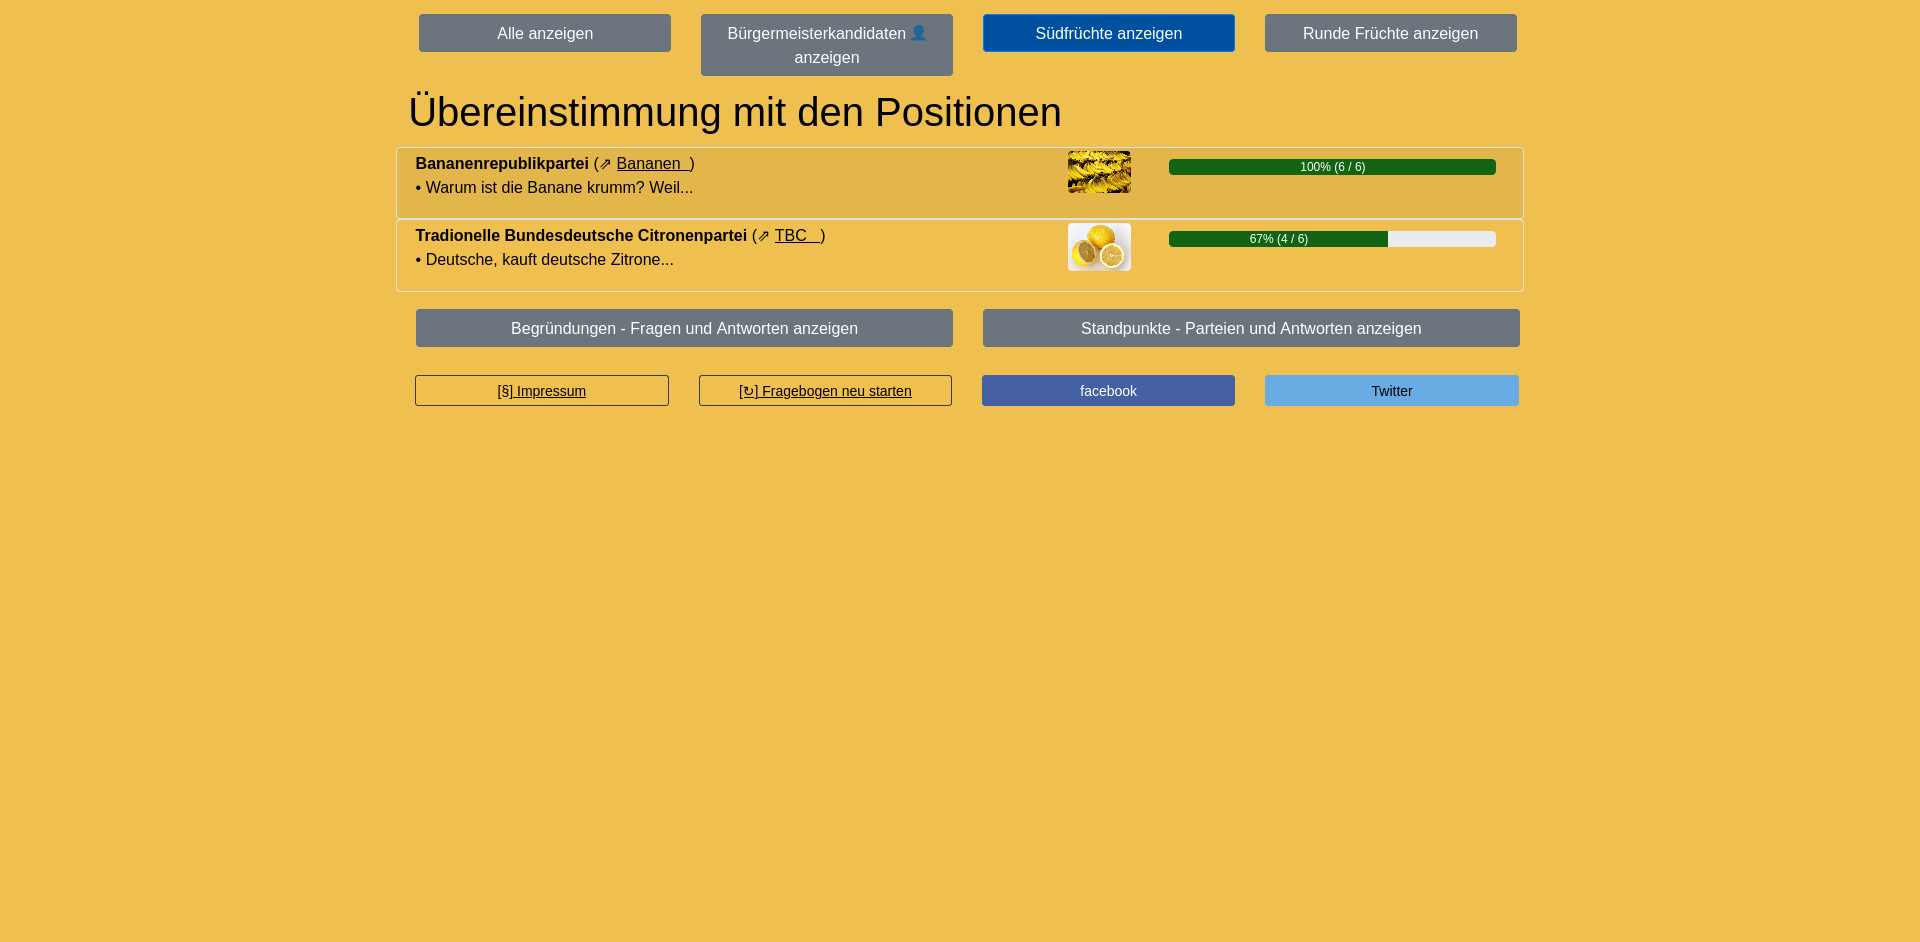 Alle anzeigen
Bürgermeisterkandidaten 👤
anzeigen
Südfrüchte anzeigen
Runde Früchte anzeigen
Übereinstimmung mit den Positionen
Bananenrepublikpartei (⇗ Bananen )
• Warum ist die Banane krumm? Weil...
100% (6 / 6)
Tradionelle Bundesdeutsche Citronenpartei (⇗ TBC )
• Deutsche, kauft deutsche Zitrone...
67% (4 / 6)
Begründungen - Fragen und Antworten anzeigen
Standpunkte - Parteien und Antworten anzeigen
[§] Impressum
[↻] Fragebogen neu starten
facebook
Twitter